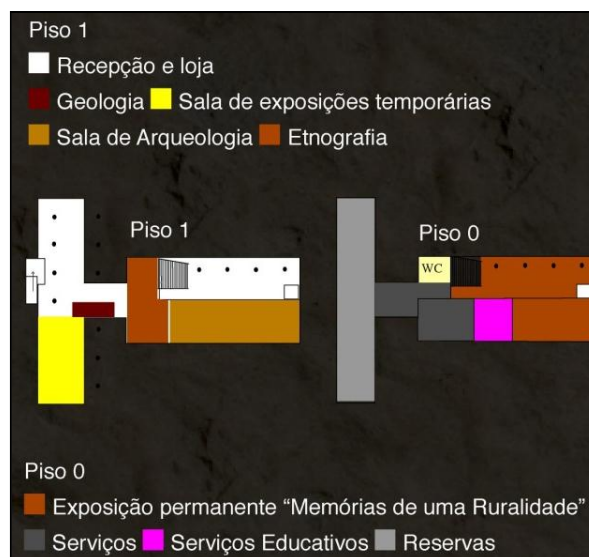 Piso 1
Recepção e loja
Geologia Sala de exposições temporárias
Sala de Arqueologia Etnografia
Piso 1
Piso 0
WC
Piso 0
Exposição permanente “Memórias de uma Ruralidade”
Serviços Serviços Educativos Reservas